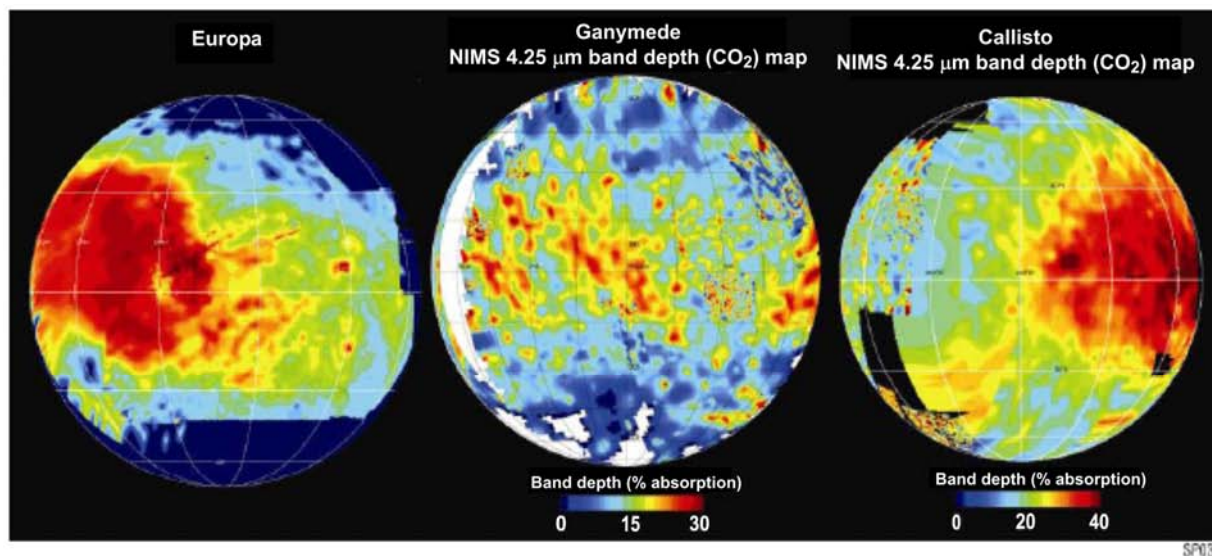 Europa
Ganymede
NIMS 4.25 μm band depth (CO₂) map
Callisto
NIMS 4.25 μm band depth (CO₂) map
Band depth (% absorption)
0 15 30
Band depth (% absorption)
0 20 40